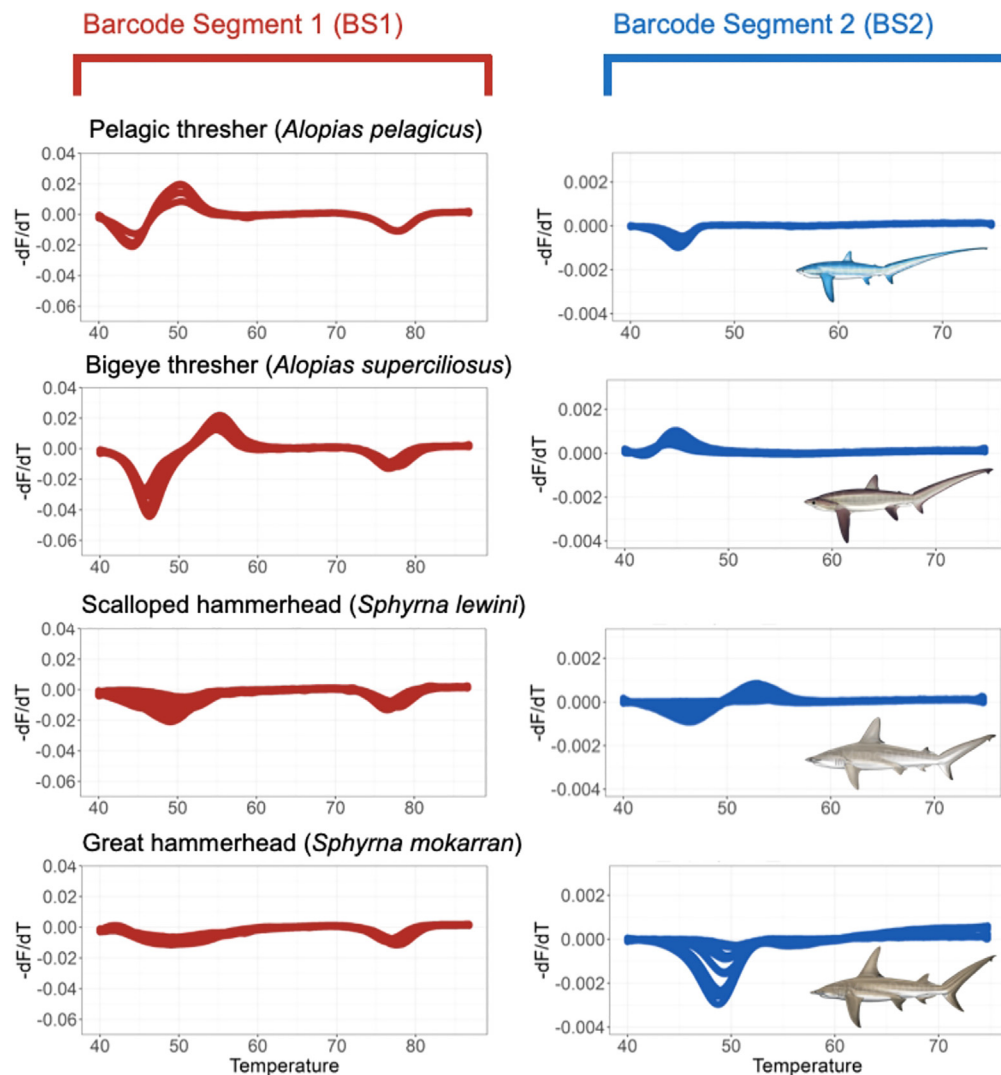 Barcode Segment 1 (BS1)
Barcode Segment 2 (BS2)
Pelagic thresher (Alopias pelagicus)
0.04
0.02
0.00
-0.02
-0.04
-0.06
-dF/dT
40 50 60 70 80
0.002
0.000
-0.002
-0.004
-dF/dT
40 50 60 70
Bigeye thresher (Alopias superciliosus)
0.04
0.02
0.00
-0.02
-0.04
-0.06
-dF/dT
40 50 60 70 80
0.002
0.000
-0.002
-0.004
-dF/dT
40 50 60 70
Scalloped hammerhead (Sphyrna lewini)
0.04
0.02
0.00
-0.02
-0.04
-0.06
-dF/dT
40 50 60 70 80
0.002
0.000
-0.002
-0.004
-dF/dT
40 50 60 70
Great hammerhead (Sphyrna mokarran)
0.04
0.02
0.00
-0.02
-0.04
-0.06
-dF/dT
40 50 60 70 80
Temperature
0.002
0.000
-0.002
-0.004
-dF/dT
40 50 60 70
Temperature